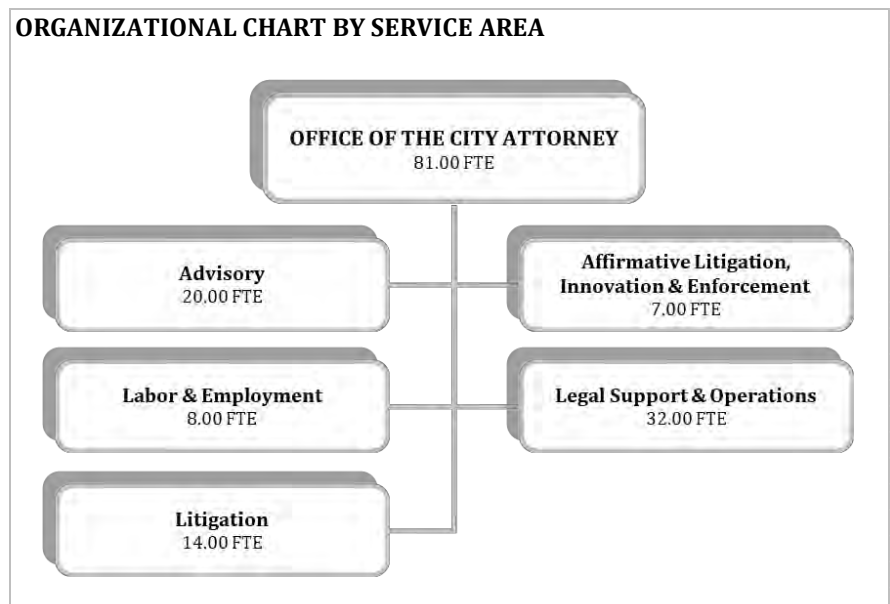 ORGANIZATIONAL CHART BY SERVICE AREA
OFFICE OF THE CITY ATTORNEY
81.00 FTE
Advisory
20.00 FTE
Affirmative Litigation,
Innovation & Enforcement
7.00 FTE
Labor & Employment
8.00 FTE
Legal Support & Operations
32.00 FTE
Litigation
14.00 FTE